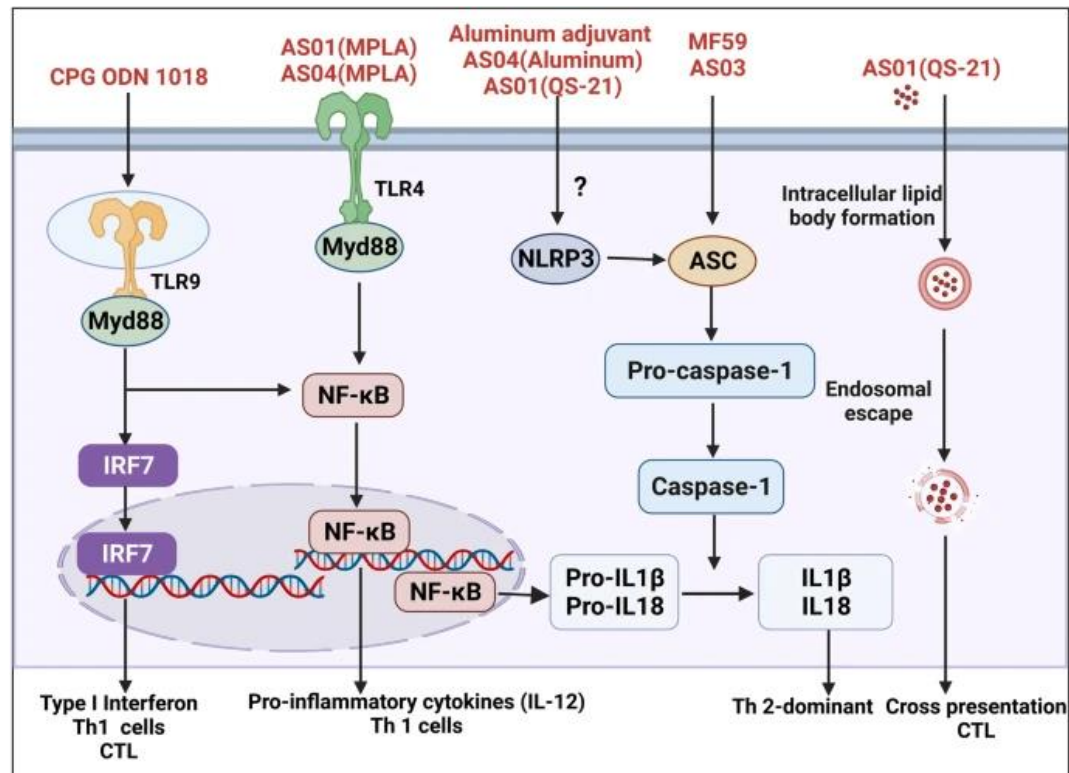 CPG ODN 1018
AS01(MPLA)
AS04(MPLA)
Aluminum adjuvant
AS04(Aluminum)
AS01(QS-21)
MF59
AS03
AS01(QS-21)
TLR9
Myd88
TLR4
Myd88
?
NLRP3
ASC
Intracellular lipid
body formation
NF-κB
Pro-caspase-1
Endosomal
escape
IRF7
Caspase-1
IRF7
NF-κB
NF-κB
Pro-IL1β
Pro-IL18
IL1β
IL18
Type I Interferon
Th1 cells
CTL
Pro-inflammatory cytokines (IL-12)
Th 1 cells
Th 2-dominant
Cross presentation
CTL